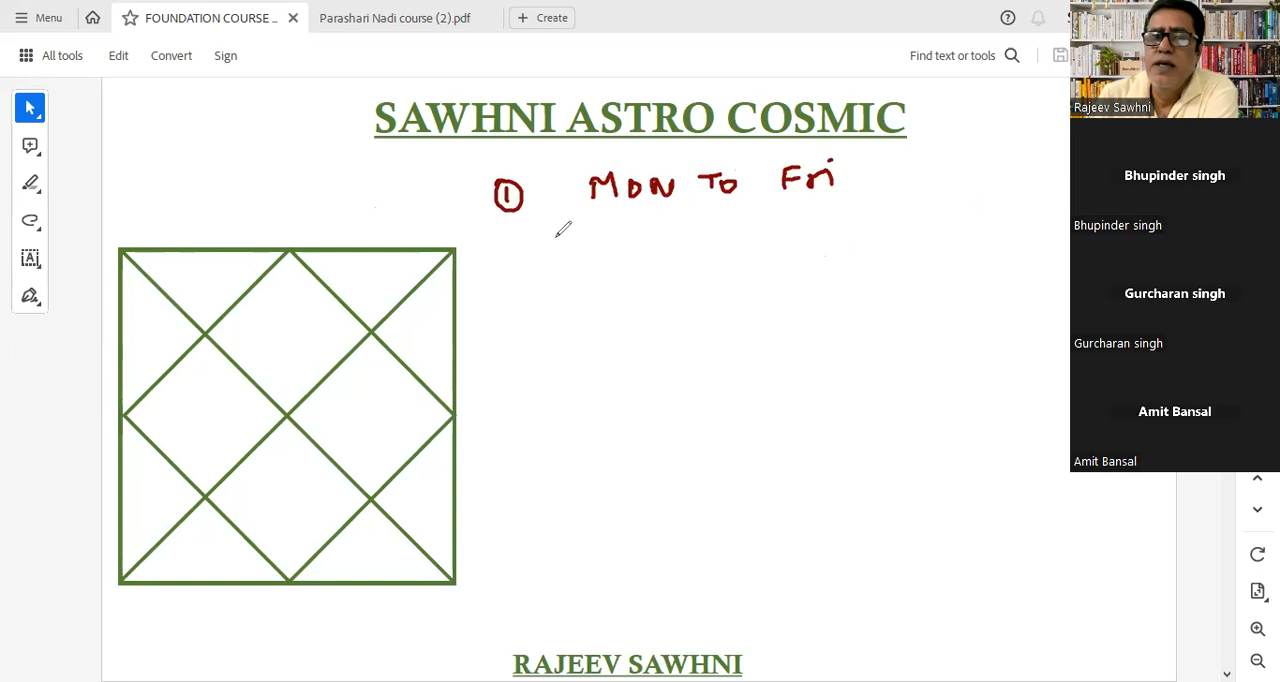 Menu
FOUNDATION COURSE ...
Parashari Nadi course (2).pdf
Create
All tools
Edit
Convert
Sign
Find text or tools
SAWHNI ASTRO COSMIC
① MON TO Fri
RAJEEV SAWHNI
Rajeev Sawhni
Bhupinder singh
Bhupinder singh
Gurcharan singh
Gurcharan singh
Amit Bansal
Amit Bansal